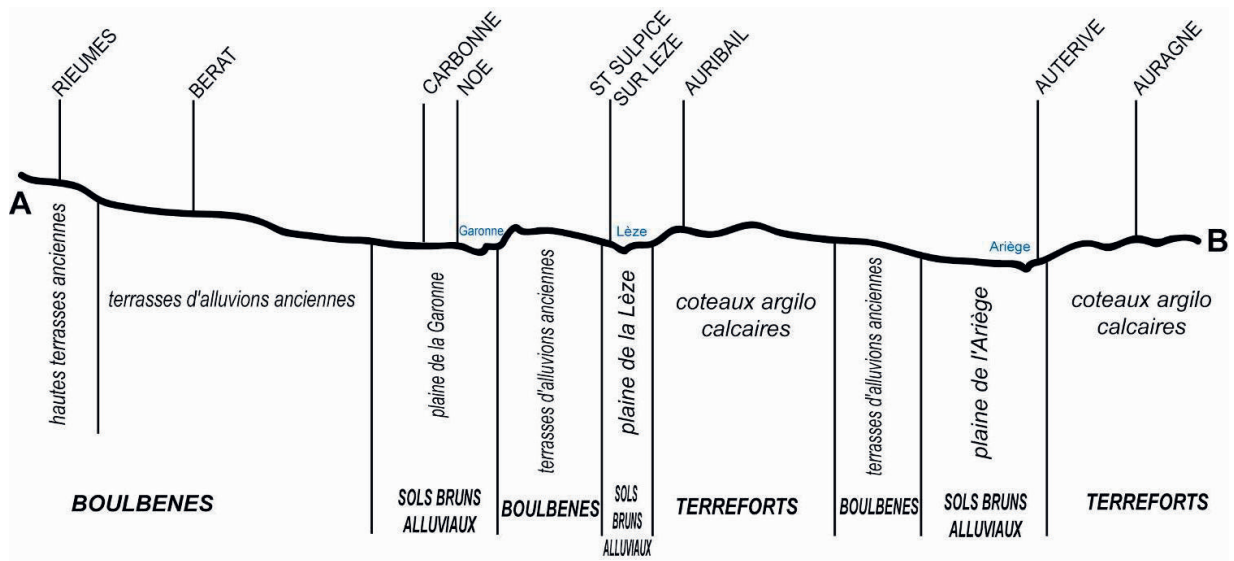 RIEUMES
BERAT
CARBONNE
NOE
ST SULPICE
SUR LEZE
AURIBAIL
AUTERIVE
AURAGNE
A
Garonne
Lèze
Ariège
B
hautes terrasses anciennes
terrasses d'alluvions anciennes
plaine de la Garonne
terrasses d'alluvions anciennes
plaine de la Lèze
coteaux argilo
calcaires
terrasses d'alluvions anciennes
plaine de l'Ariège
coteaux argilo
calcaires
BOULBENES
SOLS BRUNS
ALLUVIAUX
BOULBENES
SOLS
BRUNS
ALLUVIAUX
TERREFORTS
BOULBENES
SOLS BRUNS
ALLUVIAUX
TERREFORTS